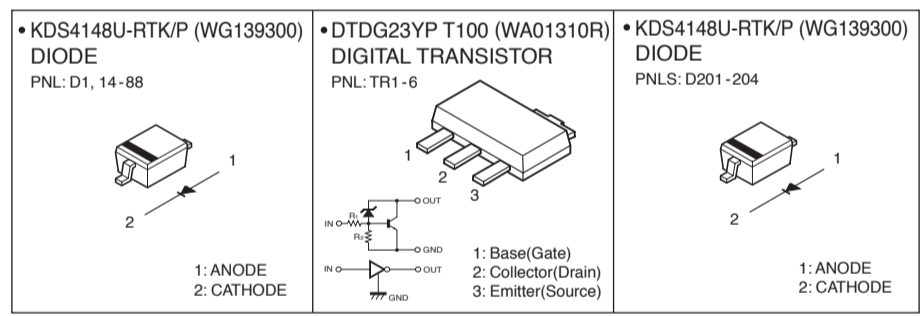 • KDS4148U-RTK/P (WG139300)
DIODE
PNL: D1, 14-88
1
2
1: ANODE
2: CATHODE
• DTDG23YP T100 (WA01310R)
DIGITAL TRANSISTOR
PNL: TR1-6
1
2
3
OUT
IN
R1
R2
GND
IN
OUT
GND
1: Base(Gate)
2: Collector(Drain)
3: Emitter(Source)
• KDS4148U-RTK/P (WG139300)
DIODE
PNLS: D201-204
1
2
1: ANODE
2: CATHODE